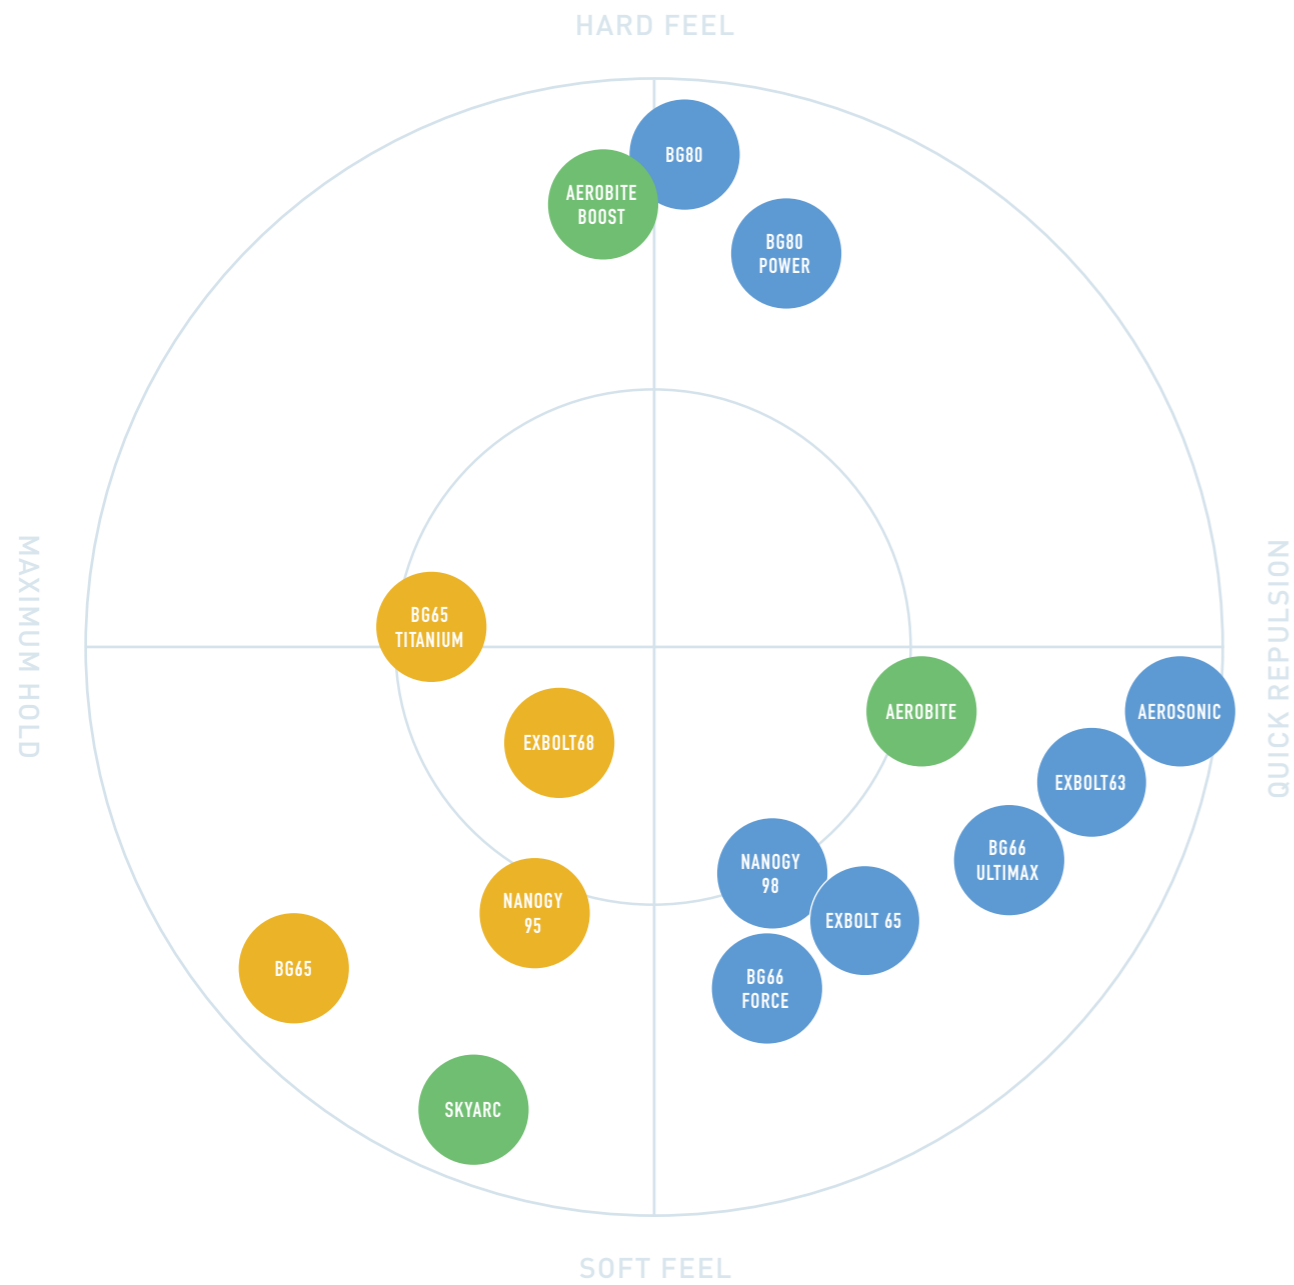 HARD FEEL
BG80
AEROBITE
BOOST
BG80
POWER
MAXIMUM HOLD
QUICK REPULSION
BG65
TITANIUM
AEROBITE
AEROSONIC
EXBOLT68
EXBOLT63
BG66
ULTIMAX
NANOGY
98
NANOGY
95
EXBOLT 65
BG65
BG66
FORCE
SKYARC
SOFT FEEL